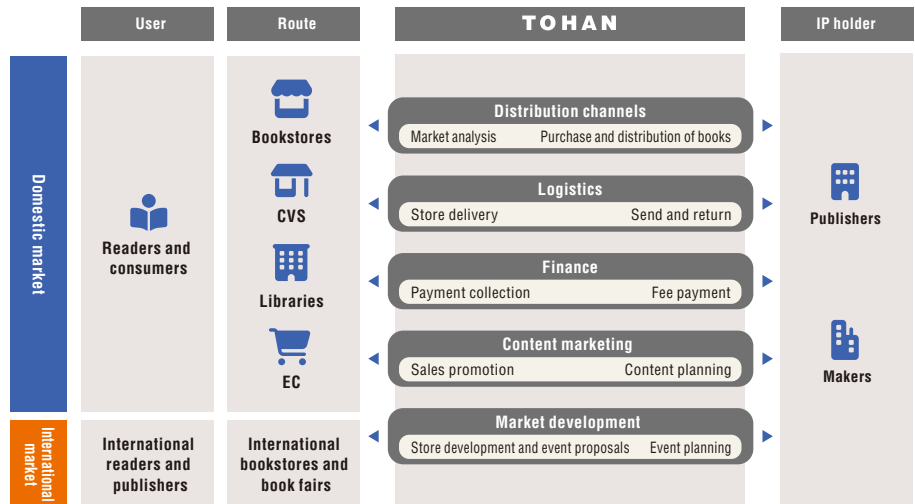 User
Route
TOHAN
IP holder
Domestic market
Readers and
consumers
Bookstores
CVS
Libraries
EC
Distribution channels
Market analysis Purchase and distribution of books
Logistics
Store delivery Send and return
Finance
Payment collection Fee payment
Content marketing
Sales promotion Content planning
Market development
Store development and event proposals Event planning
Publishers
Makers
International
market
International
readers and
publishers
International
bookstores and
book fairs